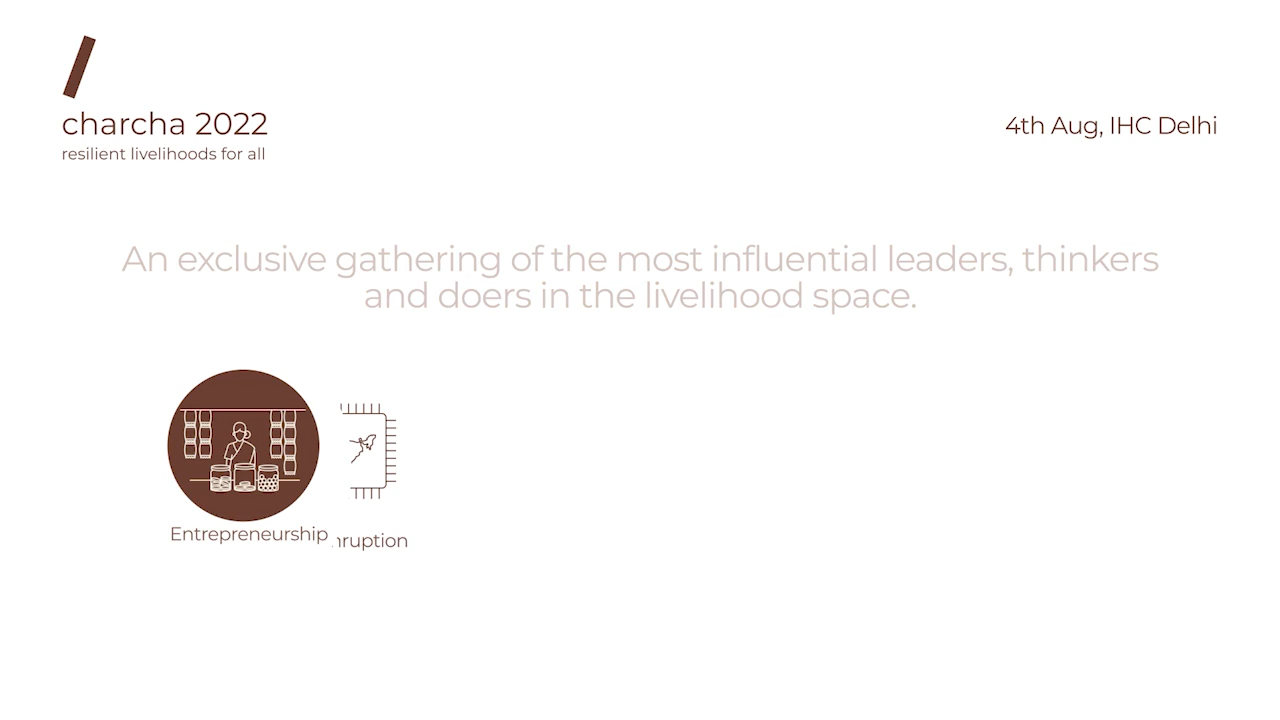 charcha 2022
resilient livelihoods for all
4th Aug, IHC Delhi
An exclusive gathering of the most influential leaders, thinkers
and doers in the livelihood space.
Entrepreneurship